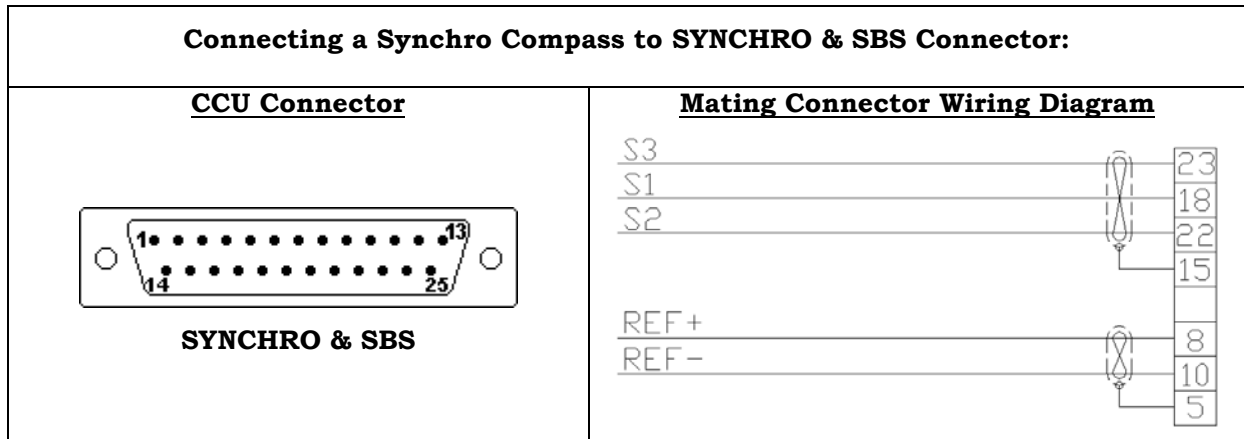 Connecting a Synchro Compass to SYNCHRO & SBS Connector:
CCU Connector
1 13
14 25
SYNCHRO & SBS
Mating Connector Wiring Diagram
S3 23
S1 18
S2 22
15
REF+ 8
REF- 10
5